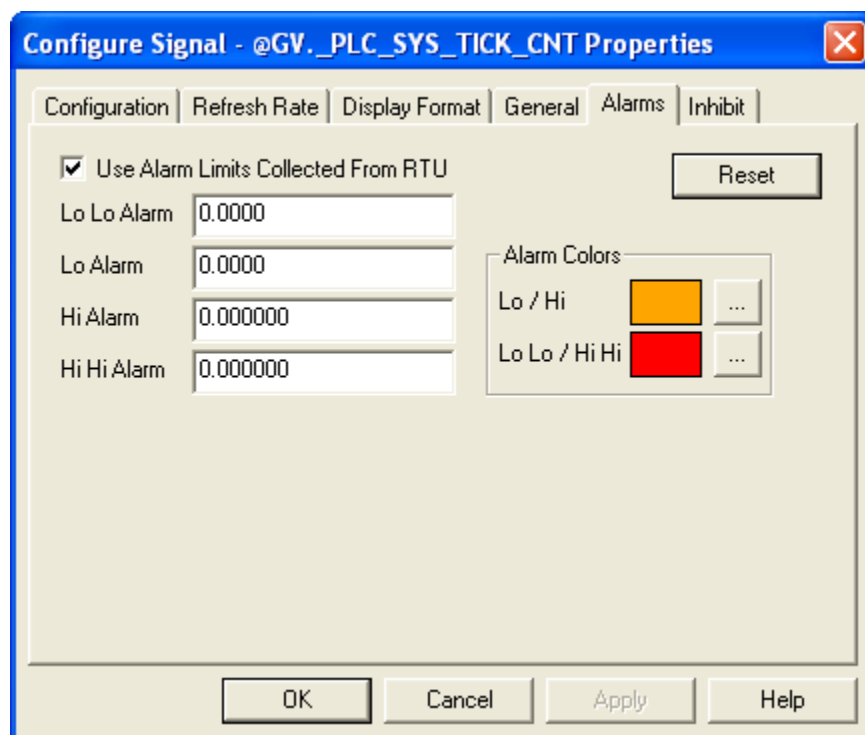 Configure Signal - @GV._PLC_SYS_TICK_CNT Properties
Configuration Refresh Rate Display Format General Alarms Inhibit
Use Alarm Limits Collected From RTU
Reset
Lo Lo Alarm 0.0000
Lo Alarm 0.0000
Hi Alarm 0.000000
Hi Hi Alarm 0.000000
Alarm Colors
Lo / Hi ...
Lo Lo / Hi Hi ...
OK Cancel Apply Help